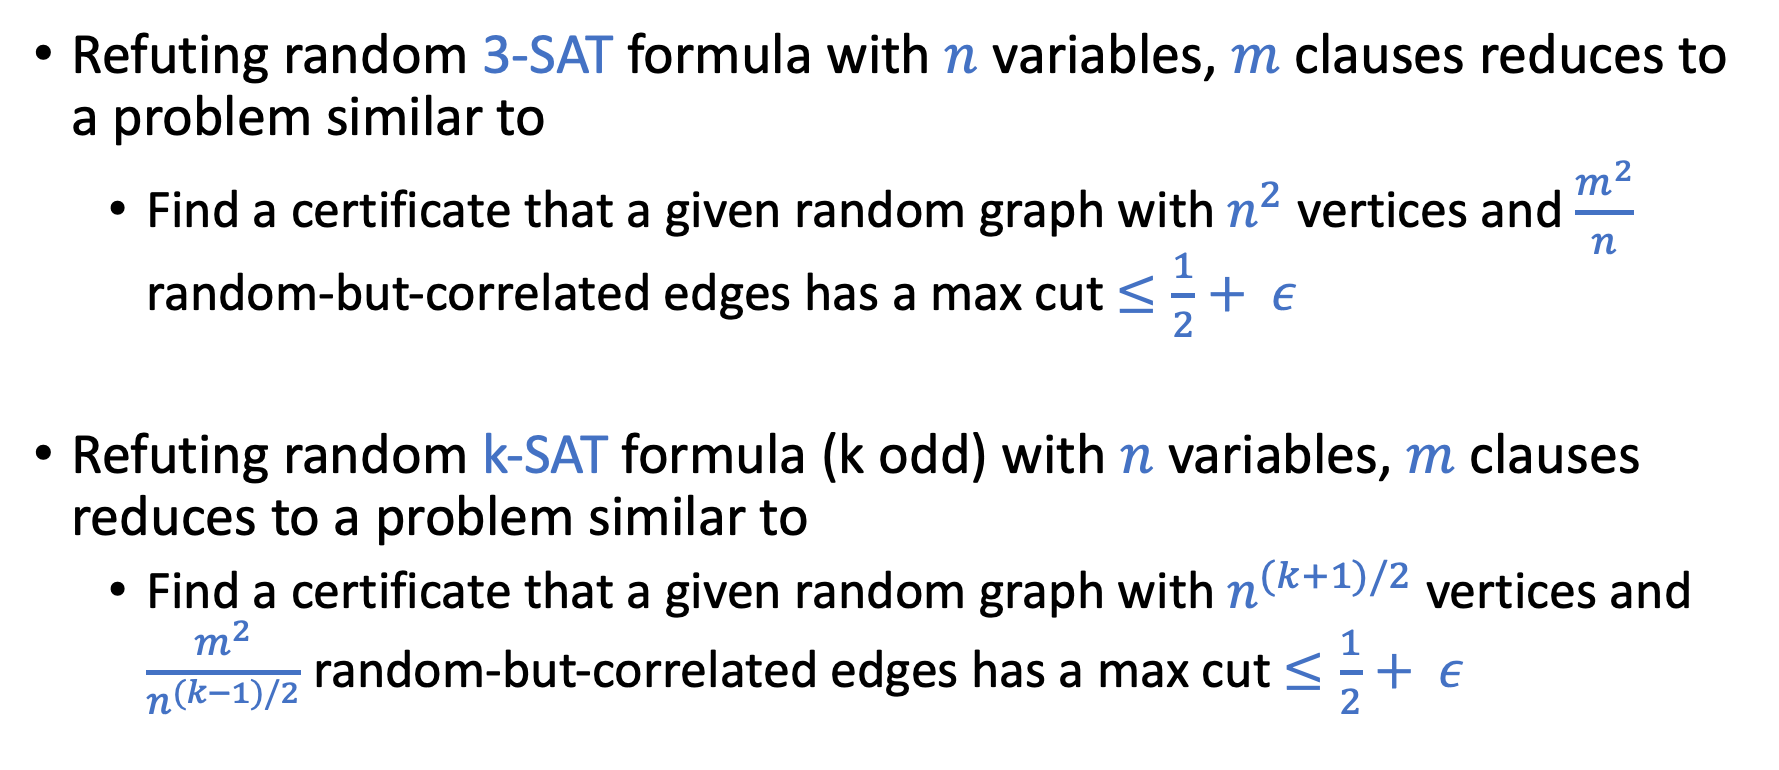 • Refuting random 3-SAT formula with n variables, m clauses reduces to
a problem similar to
• Find a certificate that a given random graph with n² vertices and m²/n
random-but-correlated edges has a max cut ≤ 1/2 + ϵ
• Refuting random k-SAT formula (k odd) with n variables, m clauses
reduces to a problem similar to
• Find a certificate that a given random graph with n^(k+1)/2 vertices and
m²/n^(k−1)/2 random-but-correlated edges has a max cut ≤ 1/2 + ϵ